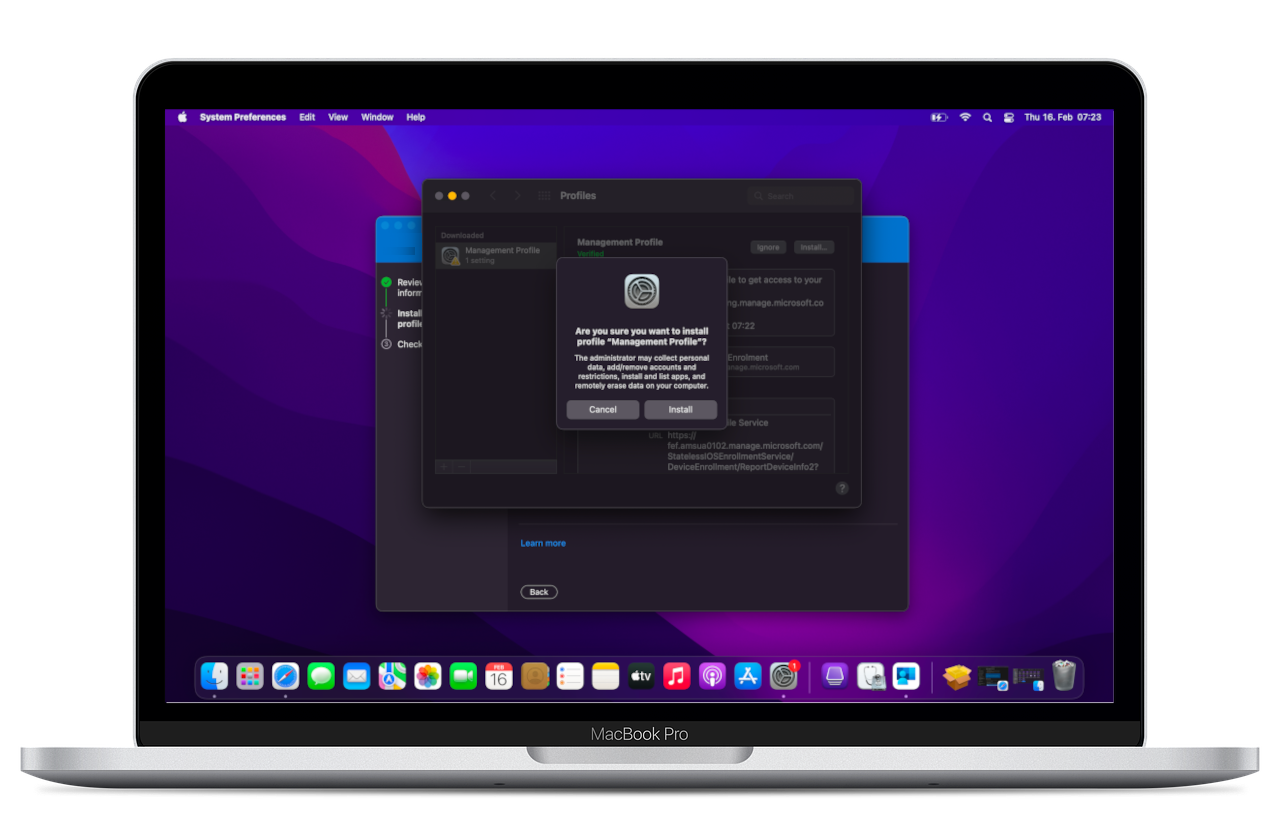 System Preferences Edit View Window Help
Thu 16. Feb 07:23
Profiles
Search
Downloaded
Management Profile
1 setting
Management Profile
Verified
Ignore
Install...
le to get access to your
ng.manage.microsoft.co
: 07:22
Enrolment
nage.microsoft.com
ile Service
URL https://
fef.amsua0102.manage.microsoft.com/
StatelessIOSEnrollmentService/
DeviceEnrollment/ReportDeviceInfo2?
?
Are you sure you want to install
profile “Management Profile”?
The administrator may collect personal
data, add/remove accounts and
restrictions, install and list apps, and
remotely erase data on your computer.
Cancel
Install
Review
inform
Install
profile
3 Check
Learn more
Back
FEB
16
tv
1
MacBook Pro